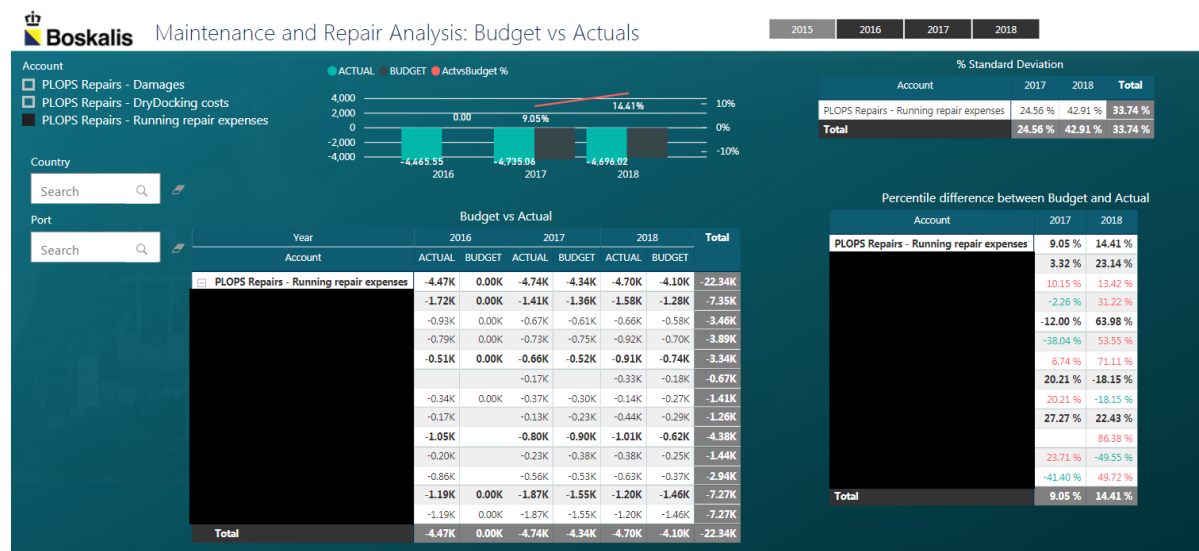 Boskalis Maintenance and Repair Analysis: Budget vs Actuals 2015 2016 2017 2018
Account
PLOPS Repairs - Damages
PLOPS Repairs - DryDocking costs
PLOPS Repairs - Running repair expenses
Country
Search
Port
Search
ACTUAL BUDGET ActvsBudget %
4,000
2,000
0
-2,000
-4,000
0.00 9.05% 14.41%
10%
0%
-10%
-4,465.55 -4,735.06 -4,696.02
2016 2017 2018
% Standard Deviation
Account 2017 2018 Total
PLOPS Repairs - Running repair expenses 24.56 % 42.91 % 33.74 %
Total 24.56 % 42.91 % 33.74 %
Budget vs Actual
Year 2016 2017 2018 Total
Account ACTUAL BUDGET ACTUAL BUDGET ACTUAL BUDGET
PLOPS Repairs - Running repair expenses -4.47K 0.00K -4.74K -4.34K -4.70K -4.10K -22.34K
-1.72K 0.00K -1.41K -1.36K -1.58K -1.28K -7.35K
-0.93K 0.00K -0.67K -0.61K -0.66K -0.58K -3.46K
-0.79K 0.00K -0.73K -0.75K -0.92K -0.70K -3.89K
-0.51K 0.00K -0.66K -0.52K -0.91K -0.74K -3.34K
-0.17K -0.33K -0.18K -0.67K
-0.34K 0.00K -0.37K -0.30K -0.14K -0.27K -1.41K
-0.17K -0.13K -0.23K -0.44K -0.29K -1.26K
-1.05K -0.80K -0.90K -1.01K -0.62K -4.38K
-0.20K -0.23K -0.38K -0.38K -0.25K -1.44K
-0.86K -0.56K -0.53K -0.63K -0.37K -2.94K
-1.19K 0.00K -1.87K -1.55K -1.20K -1.46K -7.27K
-1.19K 0.00K -1.87K -1.55K -1.20K -1.46K -7.27K
Total -4.47K 0.00K -4.74K -4.34K -4.70K -4.10K -22.34K
Percentile difference between Budget and Actual
Account 2017 2018
PLOPS Repairs - Running repair expenses 9.05 % 14.41 %
3.32 % 23.14 %
10.15 % 13.42 %
-2.26 % 31.22 %
-12.00 % 63.98 %
-38.04 % 53.55 %
6.74 % 71.11 %
20.21 % -18.15 %
20.21 % -18.15 %
27.27 % 22.43 %
86.38 %
23.71 % -49.55 %
-41.40 % 49.72 %
Total 9.05 % 14.41 %